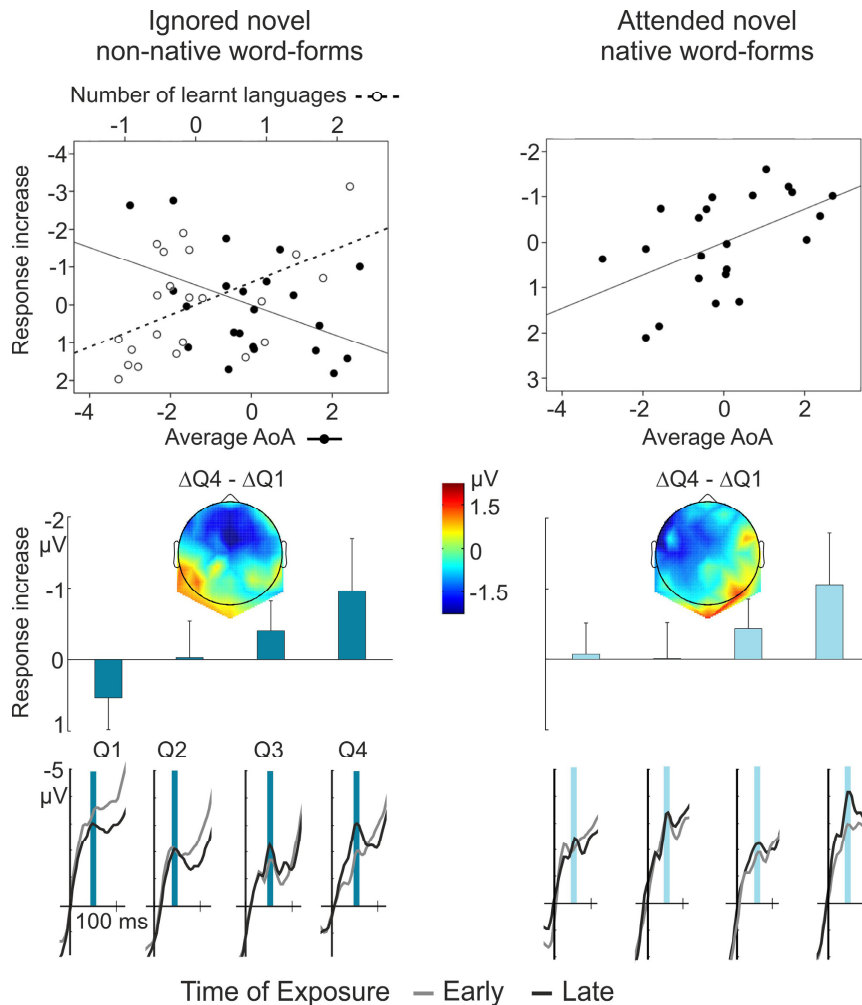 Ignored novel
non-native word-forms
Attended novel
native word-forms
Number of learnt languages
-1 0 1 2
-4
-3
-2
-1
0
1
2
Response increase
-4 -2 0 2
Average AoA
-2
-1
0
1
2
3
-4 -2 0 2
Average AoA
ΔQ4 - ΔQ1
µV
1.5
0
-1.5
ΔQ4 - ΔQ1
-2
µV
-1
0
1
Response increase
Q1 Q2 Q3 Q4
-5
µV
100 ms
Time of Exposure Early Late